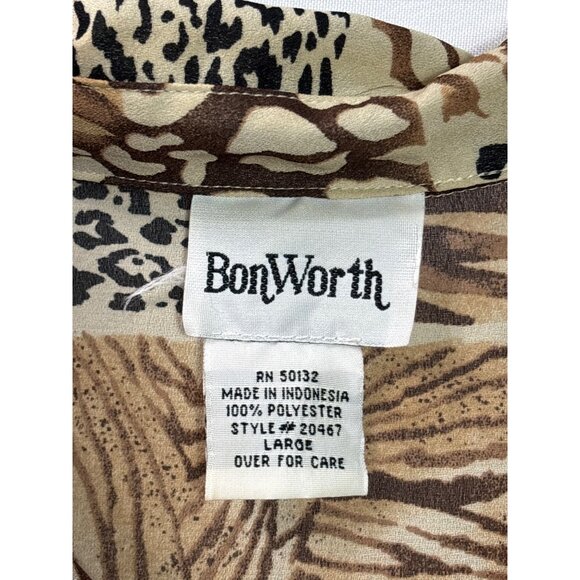 BonWorth
RN 50132
MADE IN INDONESIA
100% POLYESTER
STYLE# 20467
LARGE
OVER FOR CARE